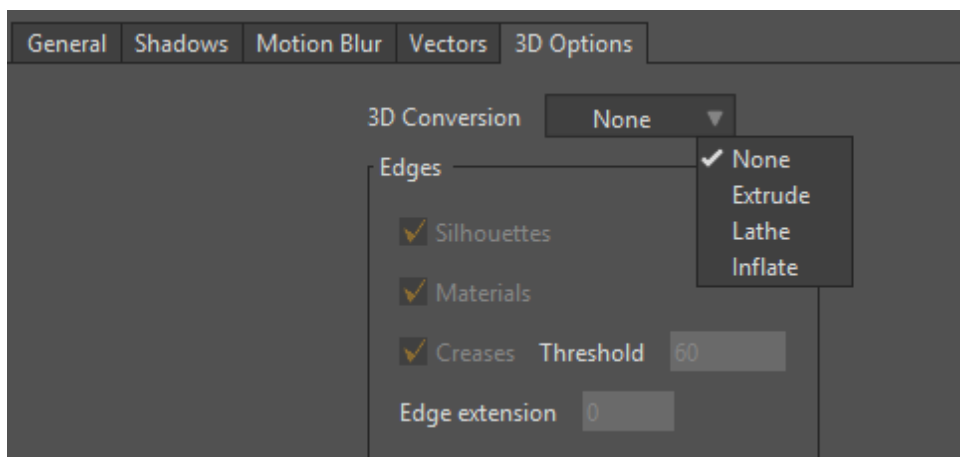 General Shadows Motion Blur Vectors 3D Options
3D Conversion None
None
Extrude
Lathe
Inflate
Edges
Silhouettes
Materials
Creases Threshold 60
Edge extension 0